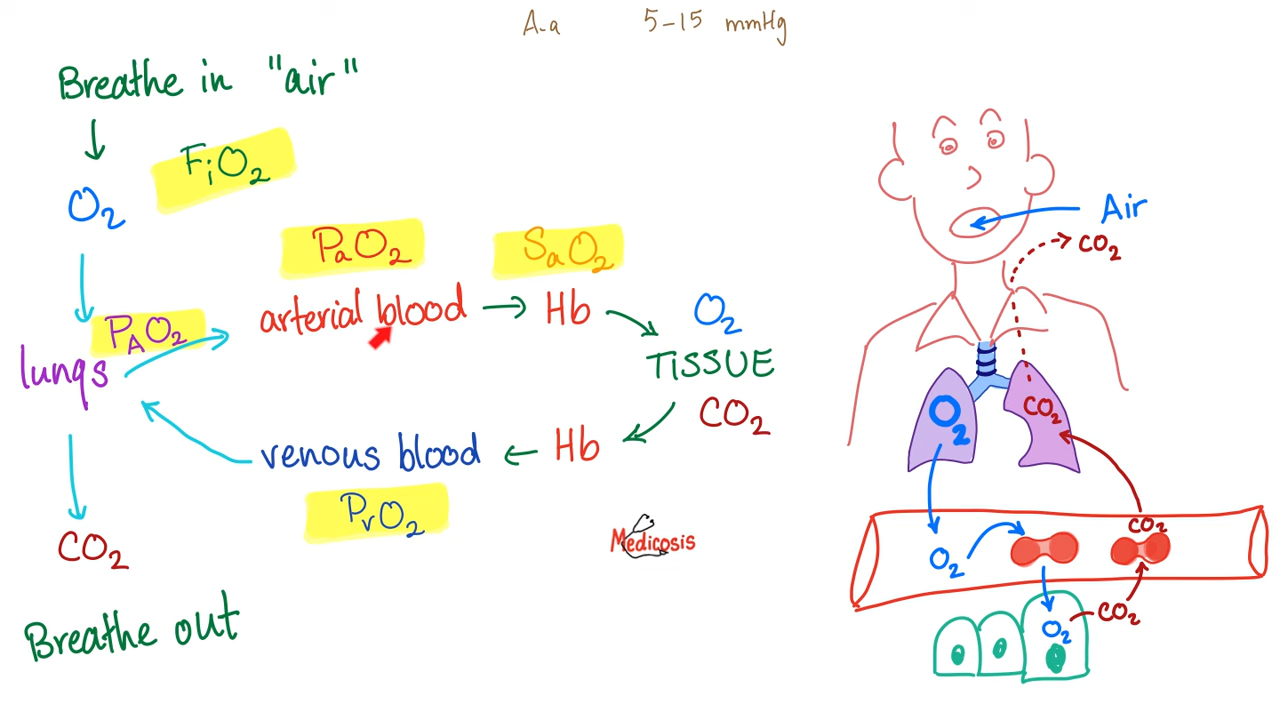 A-a 5-15 mmHg
Breathe in "air"
FiO₂
O₂
PaO₂
SaO₂
PAO₂
arterial blood → Hb
O₂
TISSUE
CO₂
lungs
venous blood ← Hb
PvO₂
CO₂
Breathe out
Medicosis
Air
CO₂
O₂
CO₂
CO₂
O₂
O₂
CO₂